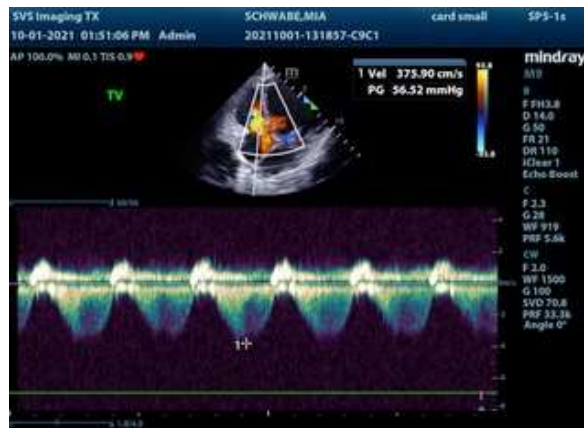 SVS Imaging TX SCHWABE,MIA card small SP5-1s
10-01-2021 01:51:06 PM Admin 20211001-131857-C9C1
AP 100.0% MI 0.1 TIS 0.9
mindray
TV
1 Vel 375.90 cm/s
PG 56.52 mmHg
B
F FH3.8
D 14.0
G 50
FR 21
DR 110
iClear 1
Echo Boost
C
F 2.3
G 28
WF 919
PRF 5.6k
CW
F 2.0
WF 1500
G 100
SVD 70.8
PRF 33.3k
Angle 0°
1